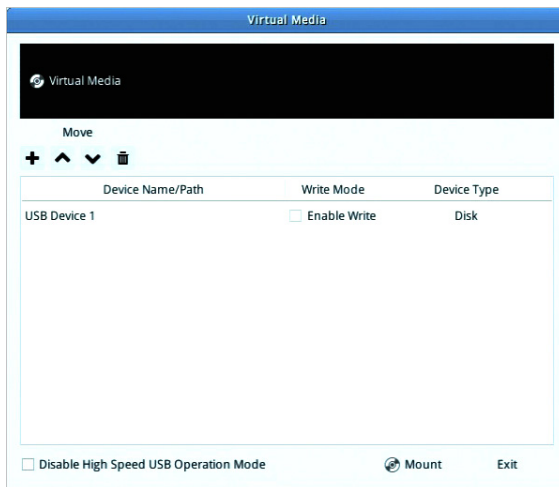 Virtual Media
Virtual Media
Move
Device Name/Path Write Mode Device Type
USB Device 1 Enable Write Disk
Disable High Speed USB Operation Mode Mount Exit